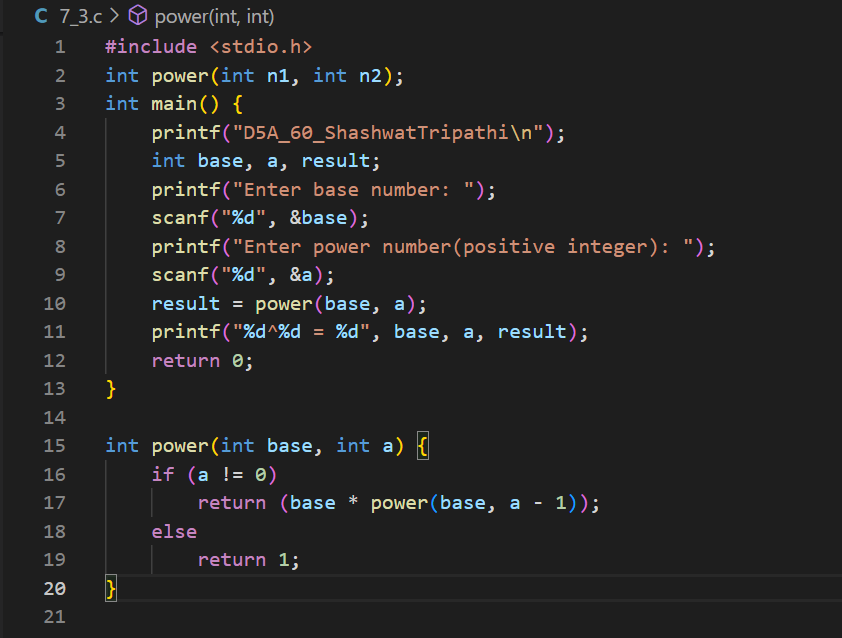 C 7_3.c > power(int, int)
1 #include <stdio.h>
2 int power(int n1, int n2);
3 int main() {
4     printf("D5A_60_ShashwatTripathi\n");
5     int base, a, result;
6     printf("Enter base number: ");
7     scanf("%d", &base);
8     printf("Enter power number(positive integer): ");
9     scanf("%d", &a);
10     result = power(base, a);
11     printf("%d^%d = %d", base, a, result);
12     return 0;
13 }
14
15 int power(int base, int a) {
16     if (a != 0)
17         return (base * power(base, a - 1));
18     else
19         return 1;
20 }
21